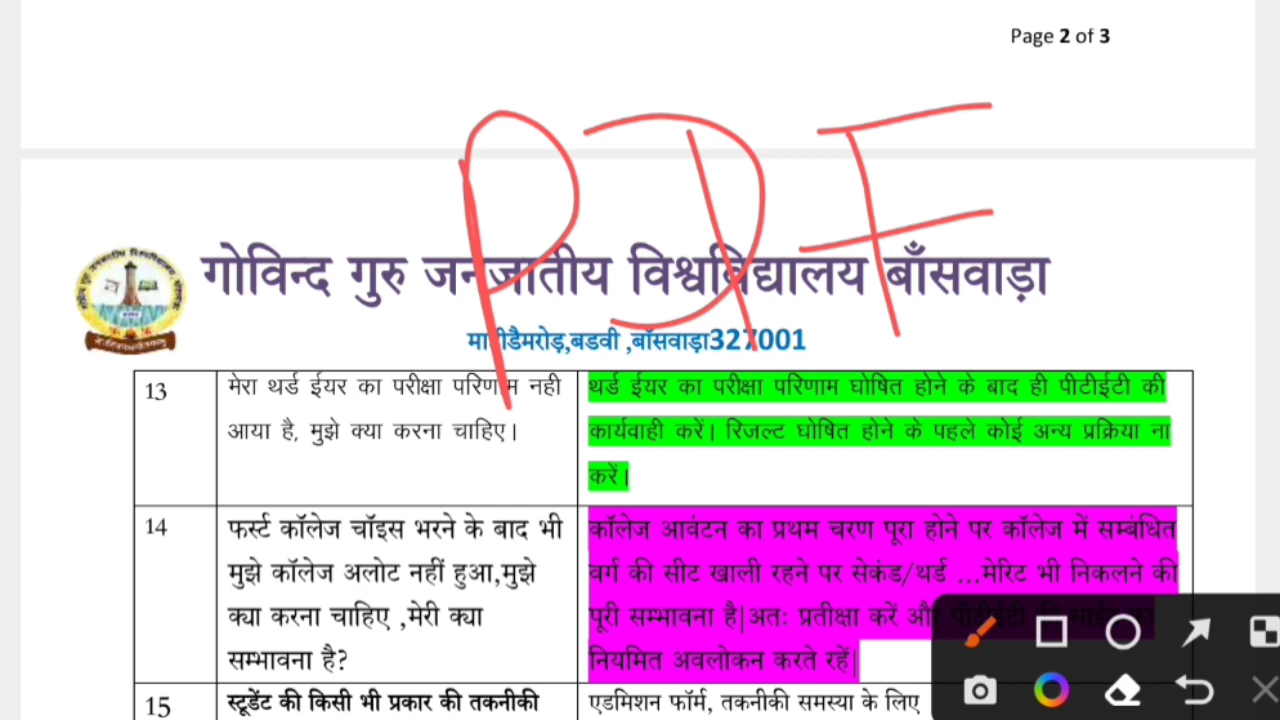 Page 2 of 3
PDF
गोविन्द गुरु जनजातीय विश्वविद्यालय बाँसवाड़ा
माहीडैमरोड़,बडवी ,बॉसवाड़ा327001
13
मेरा थर्ड ईयर का परीक्षा परिणाम नही
आया है, मुझे क्या करना चाहिए।
थर्ड ईयर का परीक्षा परिणाम घोषित होने के बाद ही पीटीईटी की
कार्यवाही करें। रिजल्ट घोषित होने के पहले कोई अन्य प्रक्रिया ना
करें।
14
फर्स्ट कॉलेज चॉइस भरने के बाद भी
मुझे कॉलेज अलोट नहीं हुआ,मुझे
क्या करना चाहिए ,मेरी क्या
सम्भावना है?
कॉलेज आवंटन का प्रथम चरण पूरा होने पर कॉलेज में सम्बंधित
वर्ग की सीट खाली रहने पर सेकंड/थर्ड ...मेरिट भी निकलने की
पूरी सम्भावना है|अतः प्रतीक्षा करें और पीटीईटी की साईट का
नियमित अवलोकन करते रहें|
15
स्टूडेंट की किसी भी प्रकार की तकनीकी
एडमिशन फॉर्म, तकनीकी समस्या के लिए